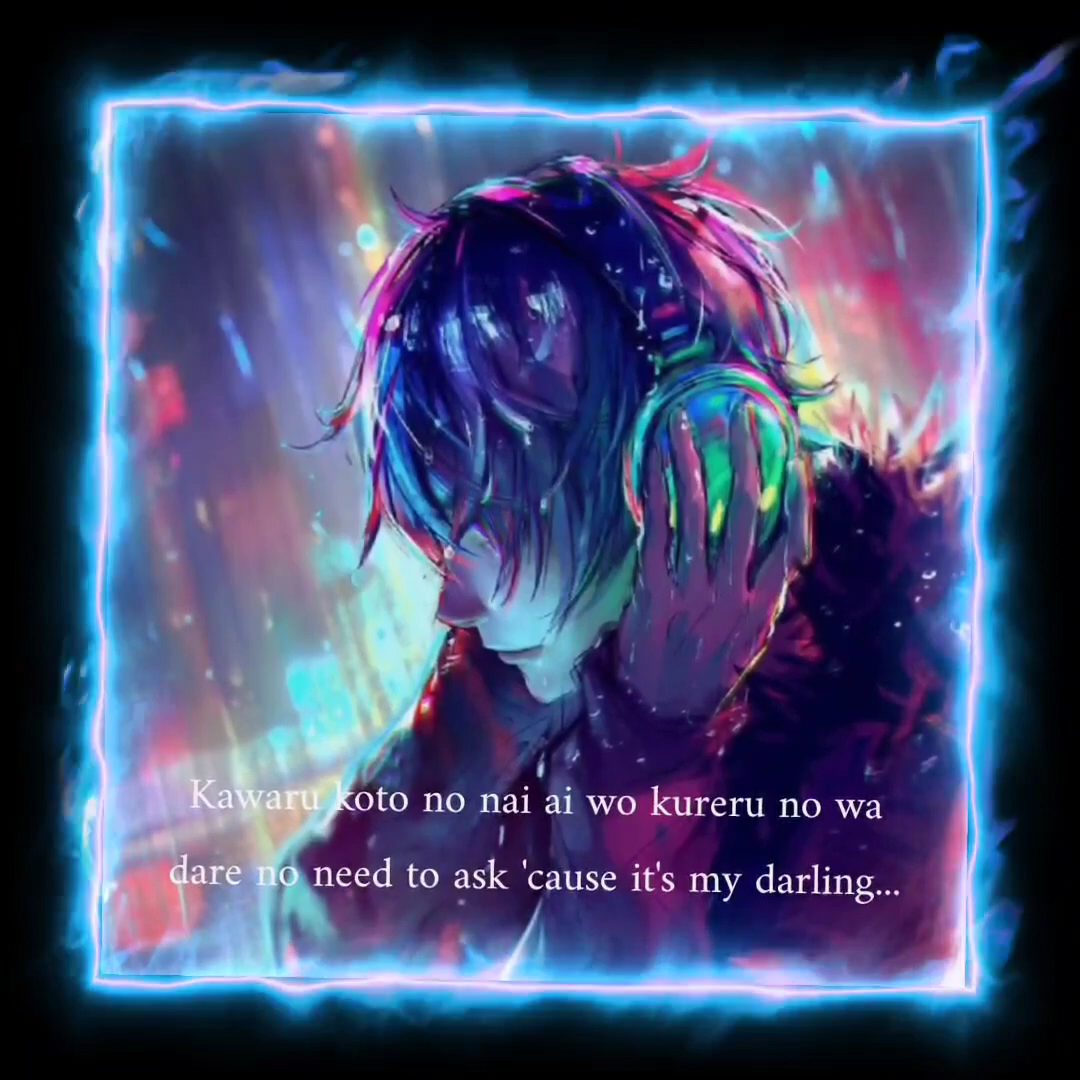 Kawaru koto no nai ai wo kureru no wa
dare no need to ask 'cause it's my darling...